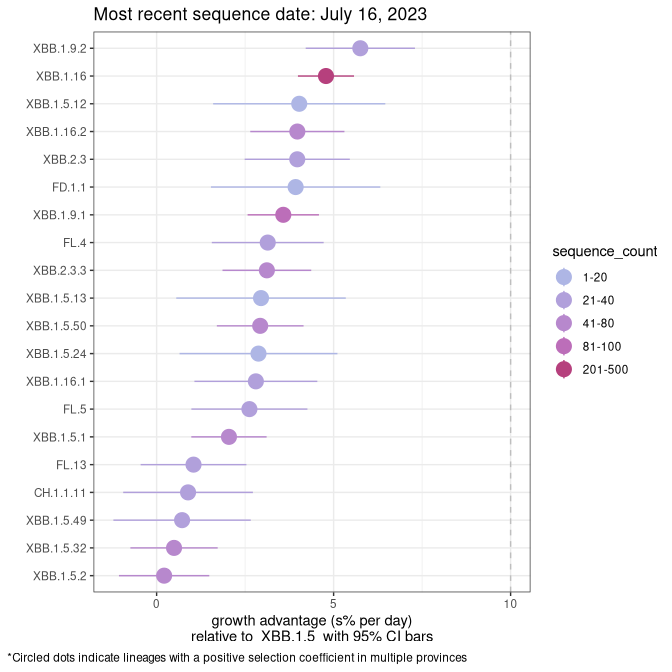 Most recent sequence date: July 16, 2023
XBB.1.9.2
XBB.1.16
XBB.1.5.12
XBB.1.16.2
XBB.2.3
FD.1.1
XBB.1.9.1
FL.4
XBB.2.3.3
XBB.1.5.13
XBB.1.5.50
XBB.1.5.24
XBB.1.16.1
FL.5
XBB.1.5.1
FL.13
CH.1.1.11
XBB.1.5.49
XBB.1.5.32
XBB.1.5.2
0 5 10
growth advantage (s% per day)
relative to XBB.1.5 with 95% CI bars
sequence_count
1-20
21-40
41-80
81-100
201-500
*Circled dots indicate lineages with a positive selection coefficient in multiple provinces